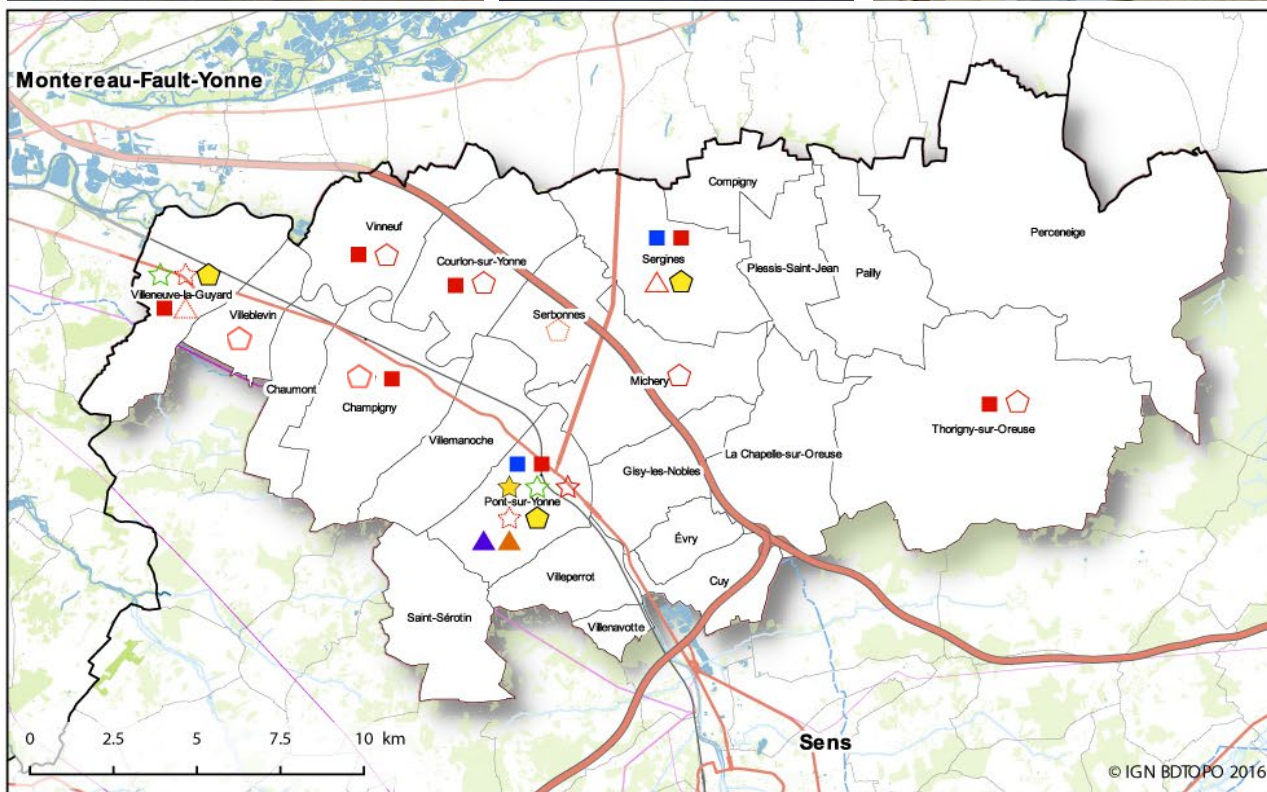 Montereau-Fault-Yonne
Compigny
Vinneuf
Perceneige
Courlon-sur-Yonne
Sergines
Plessis-Saint-Jean
Pailly
Villeneuve-la-Guyard
Villeblevin
Serbonnes
Michery
Chaumont
Champigny
Thorigny-sur-Oreuse
Villemanoche
La Chapelle-sur-Oreuse
Gisy-les-Nobles
Pont-sur-Yonne
Évry
Villeperrot
Cuy
Saint-Sérotin
Villenavotte
0 2.5 5 7.5 10 km
Sens
© IGN BDTOPO 2016